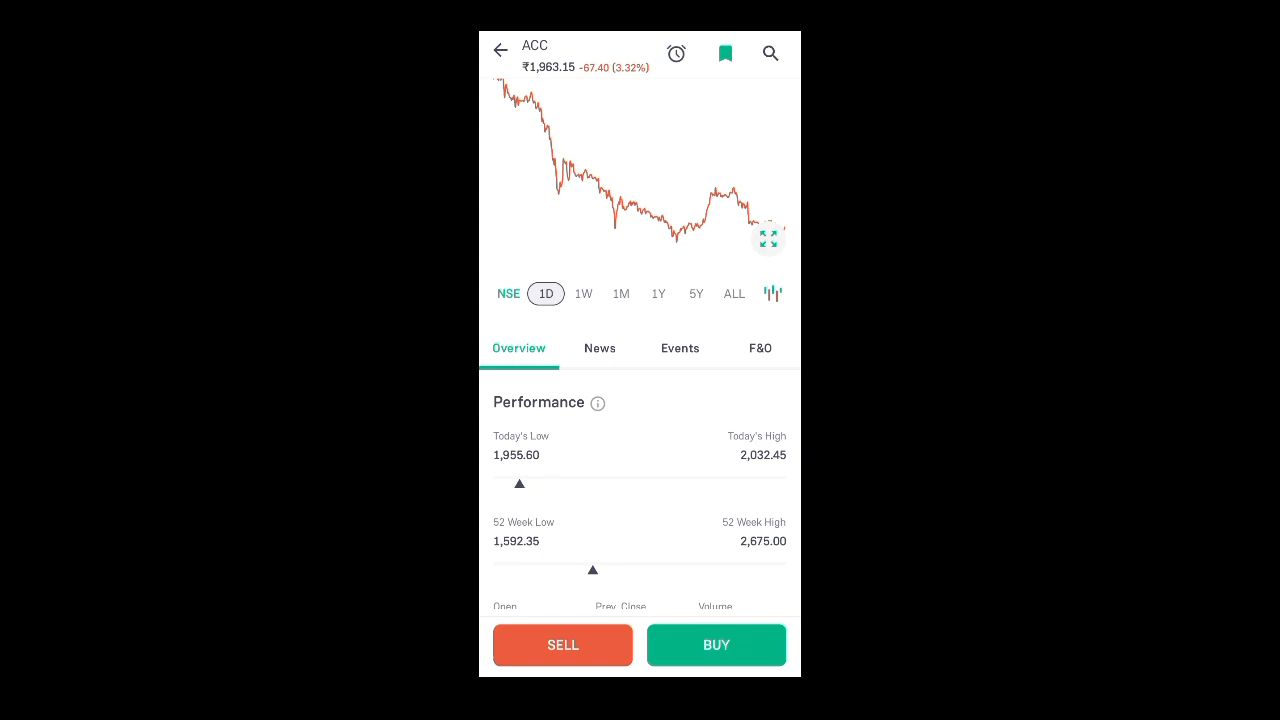 ACC
₹1,963.15 -67.40 (3.32%)
NSE 1D 1W 1M 1Y 5Y ALL
Overview News Events F&O
Performance
Today's Low Today's High
1,955.60 2,032.45
52 Week Low 52 Week High
1,592.35 2,675.00
Open Prev. Close Volume
SELL BUY